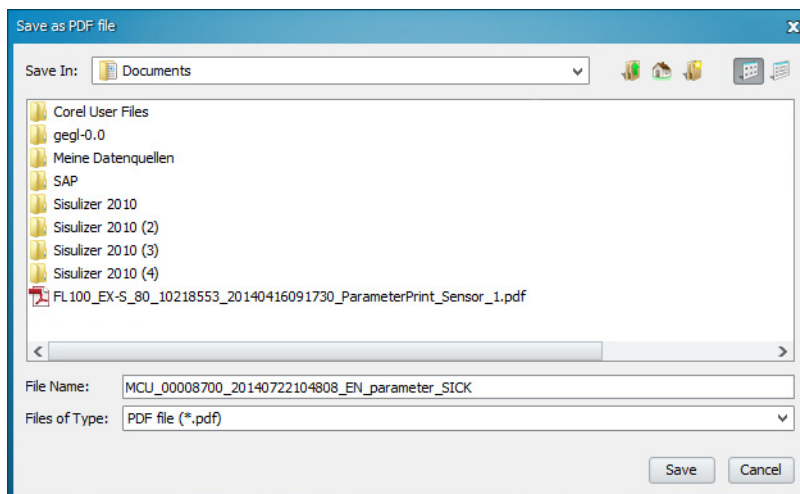 Save as PDF file
Save In: Documents
Corel User Files
gegl-0.0
Meine Datenquellen
SAP
Sisulizer 2010
Sisulizer 2010 (2)
Sisulizer 2010 (3)
Sisulizer 2010 (4)
FL100_EX-S_80_10218553_20140416091730_ParameterPrint_Sensor_1.pdf
File Name: MCU_00008700_20140722104808_EN_parameter_SICK
Files of Type: PDF file (*.pdf)
Save Cancel